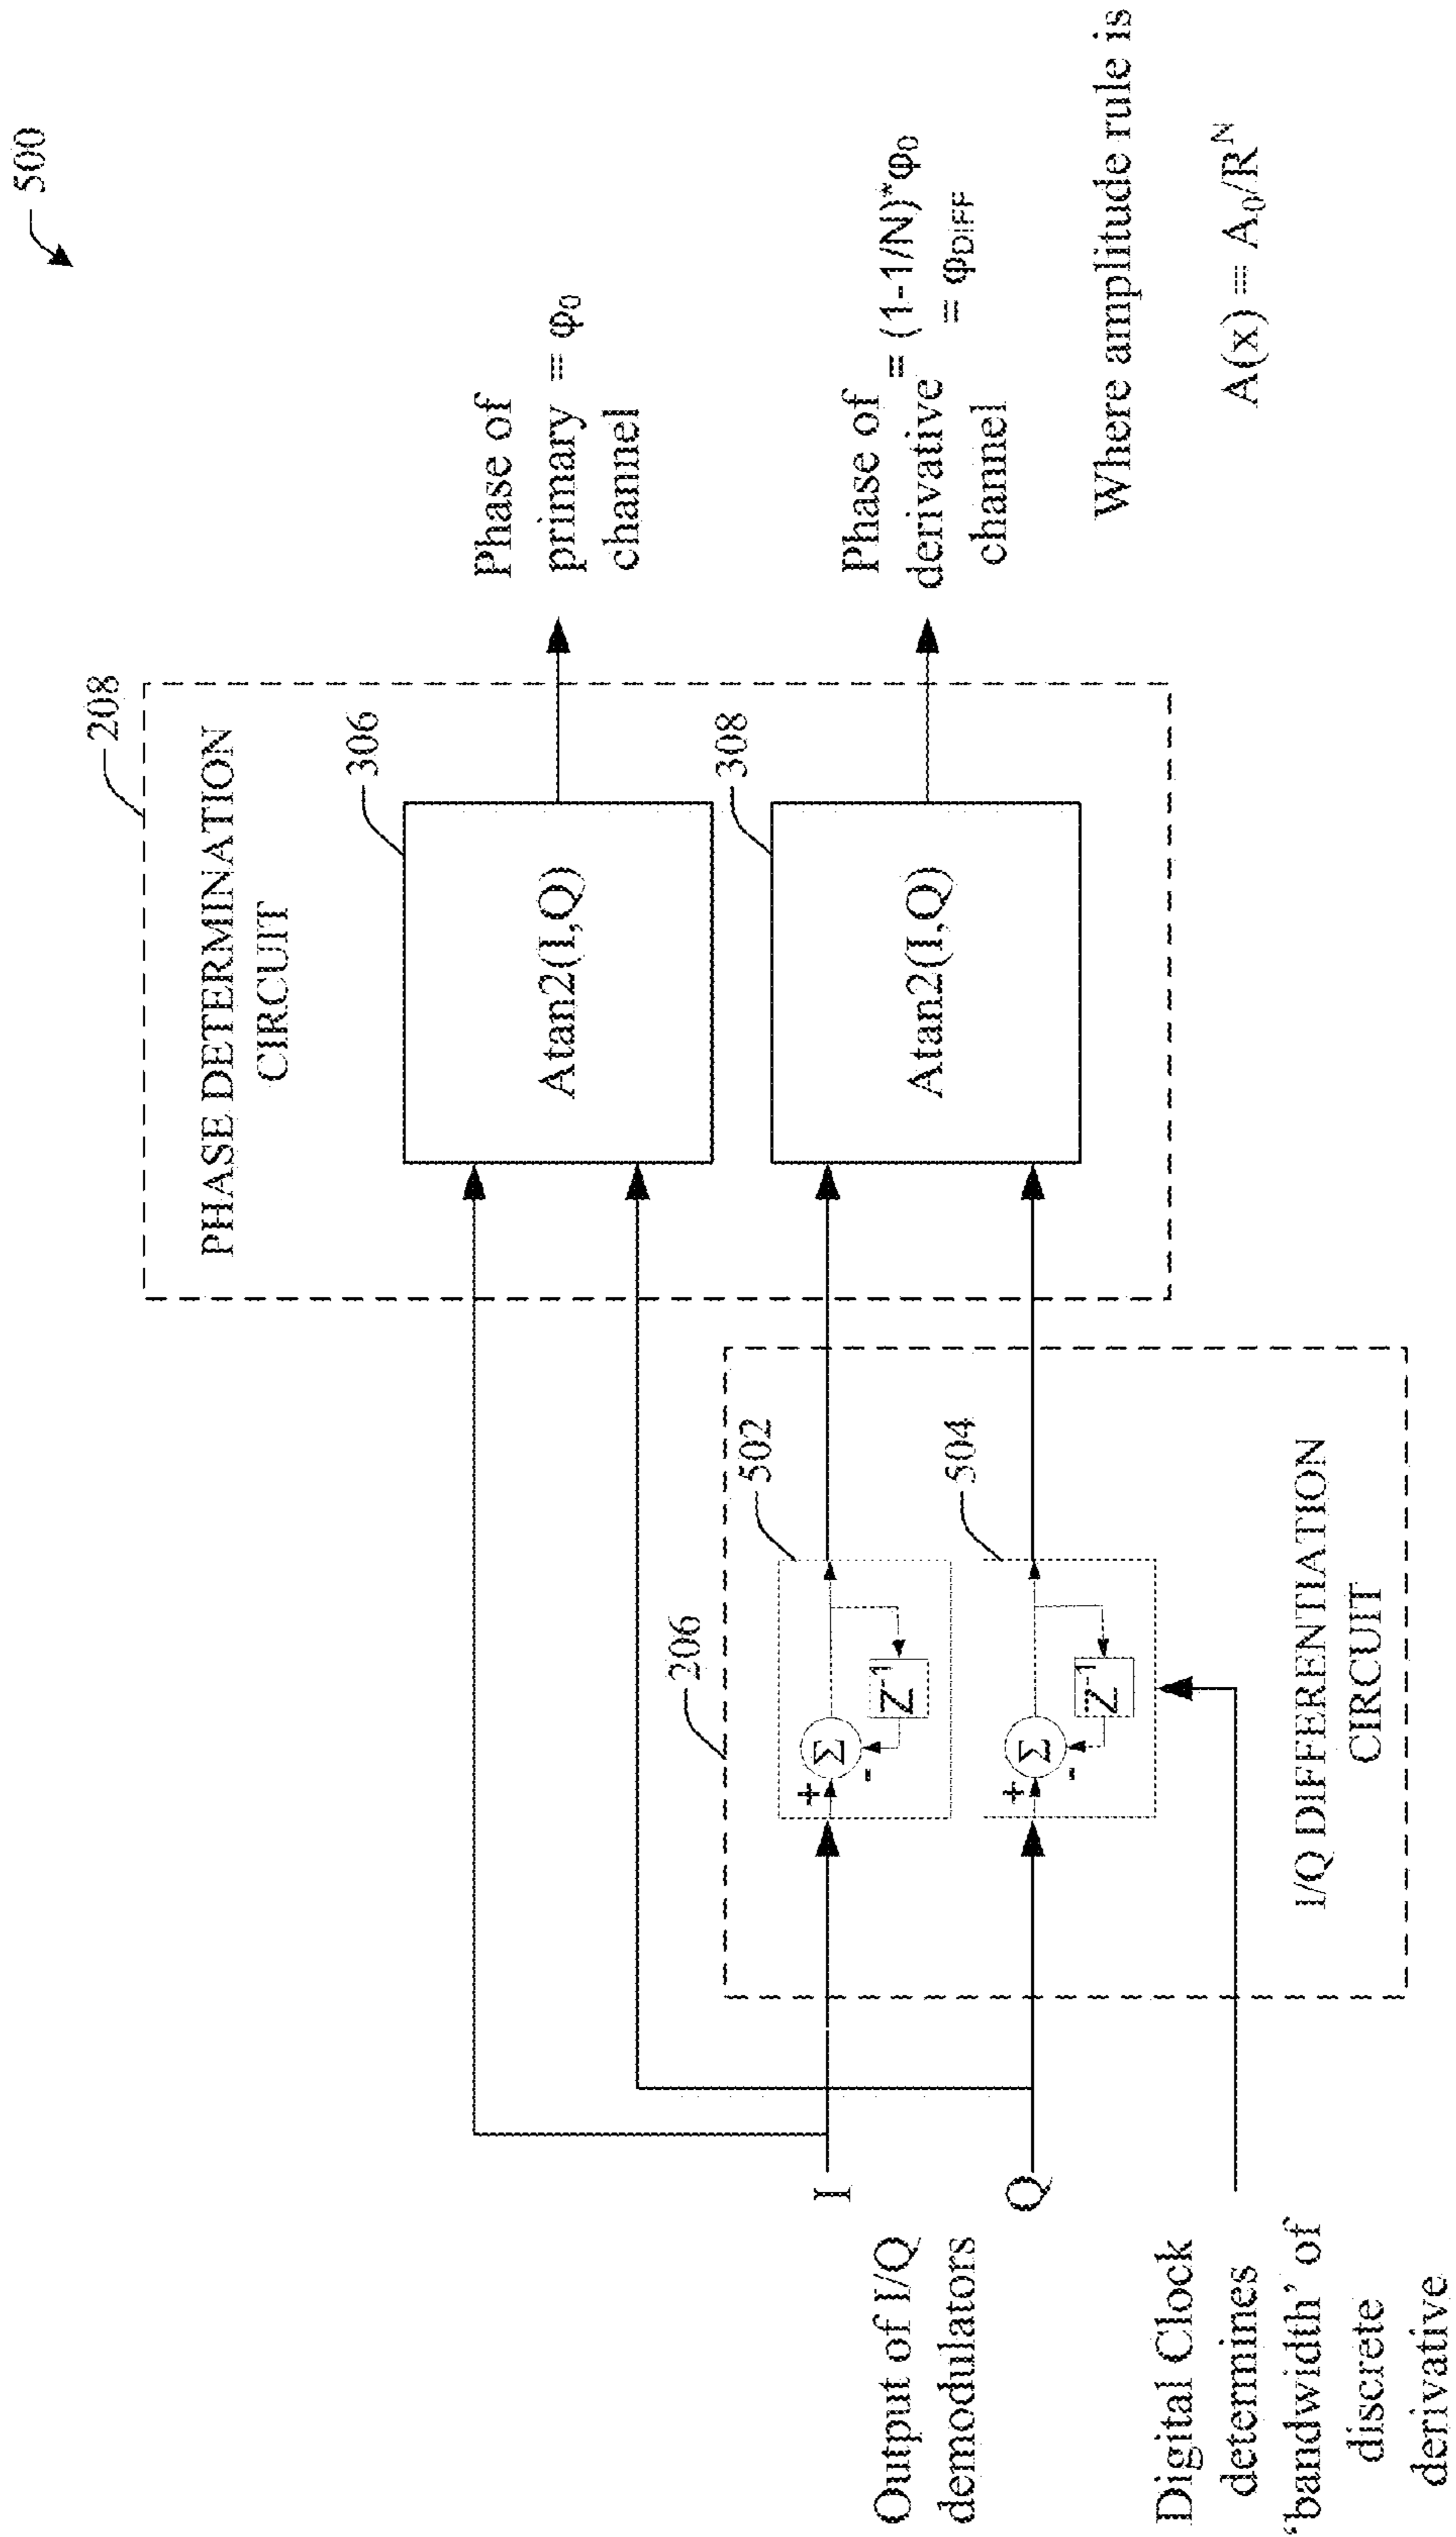 500
208
PHASE DETERMINATION
CIRCUIT
306
Atan2(I,Q)
Phase of
primary = φ0
channel
308
Atan2(I,Q)
Phase of
derivative = (1-1/N)*φ0
channel = φDIFF
Where amplitude rule is
A(x) = A0/R^N
206
502
+
Σ
-
Z-1
504
+
Σ
-
Z-1
I/Q DIFFERENTIATION
CIRCUIT
I
Q
Output of I/Q
demodulators
Digital Clock
determines
‘bandwidth’ of
discrete
derivative